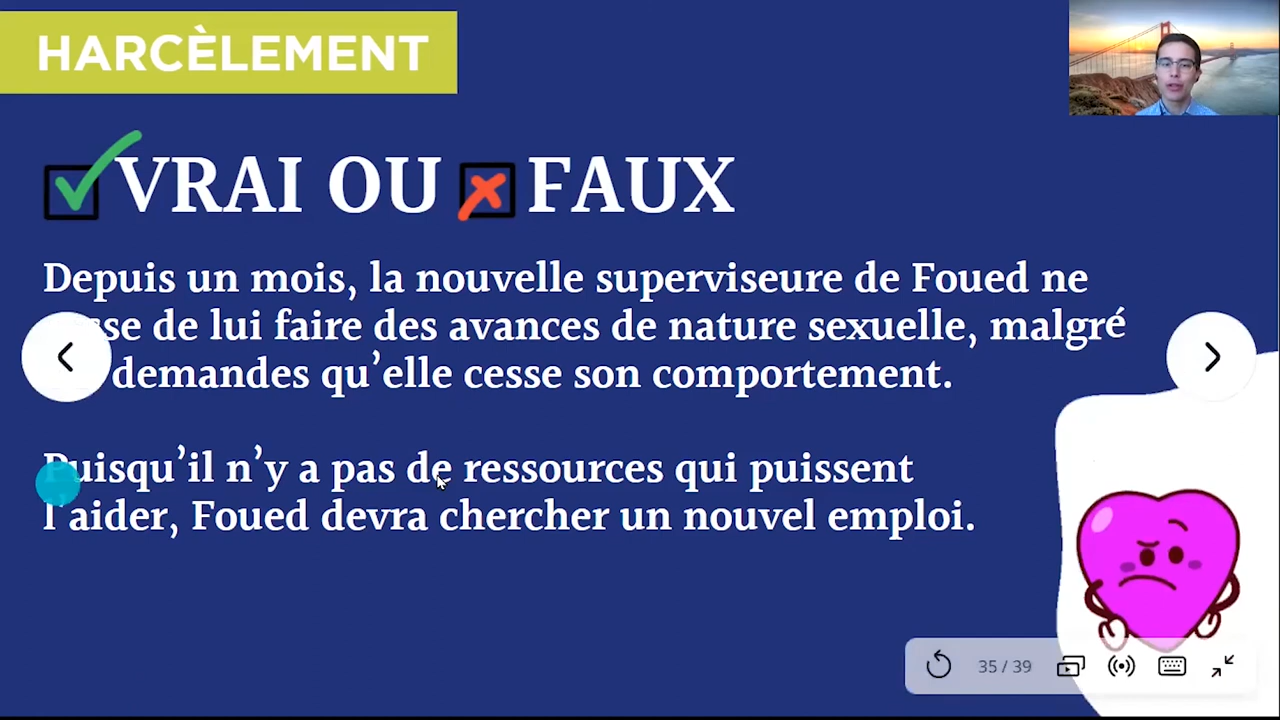 HARCÈLEMENT
VRAI OU FAUX
Depuis un mois, la nouvelle superviseure de Foued ne
de lui faire des avances de nature sexuelle, malgré
demandes qu'elle cesse son comportement.
Puisqu'il n'y a pas de ressources qui puissent
l'aider, Foued devra chercher un nouvel emploi.
35 / 39